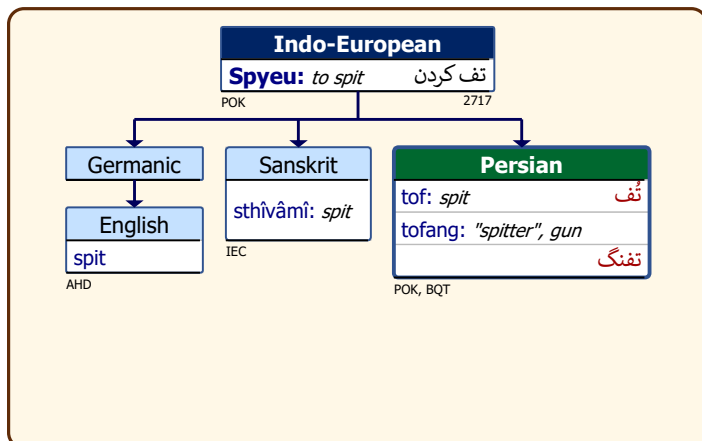 Indo-European
Spyeu: to spit تف کردن
POK 2717
Germanic
English
spit
AHD
Sanskrit
sthîvâmî: spit
IEC
Persian
tof: spit تُف
tofang: "spitter", gun
تفنگ
POK, BQT